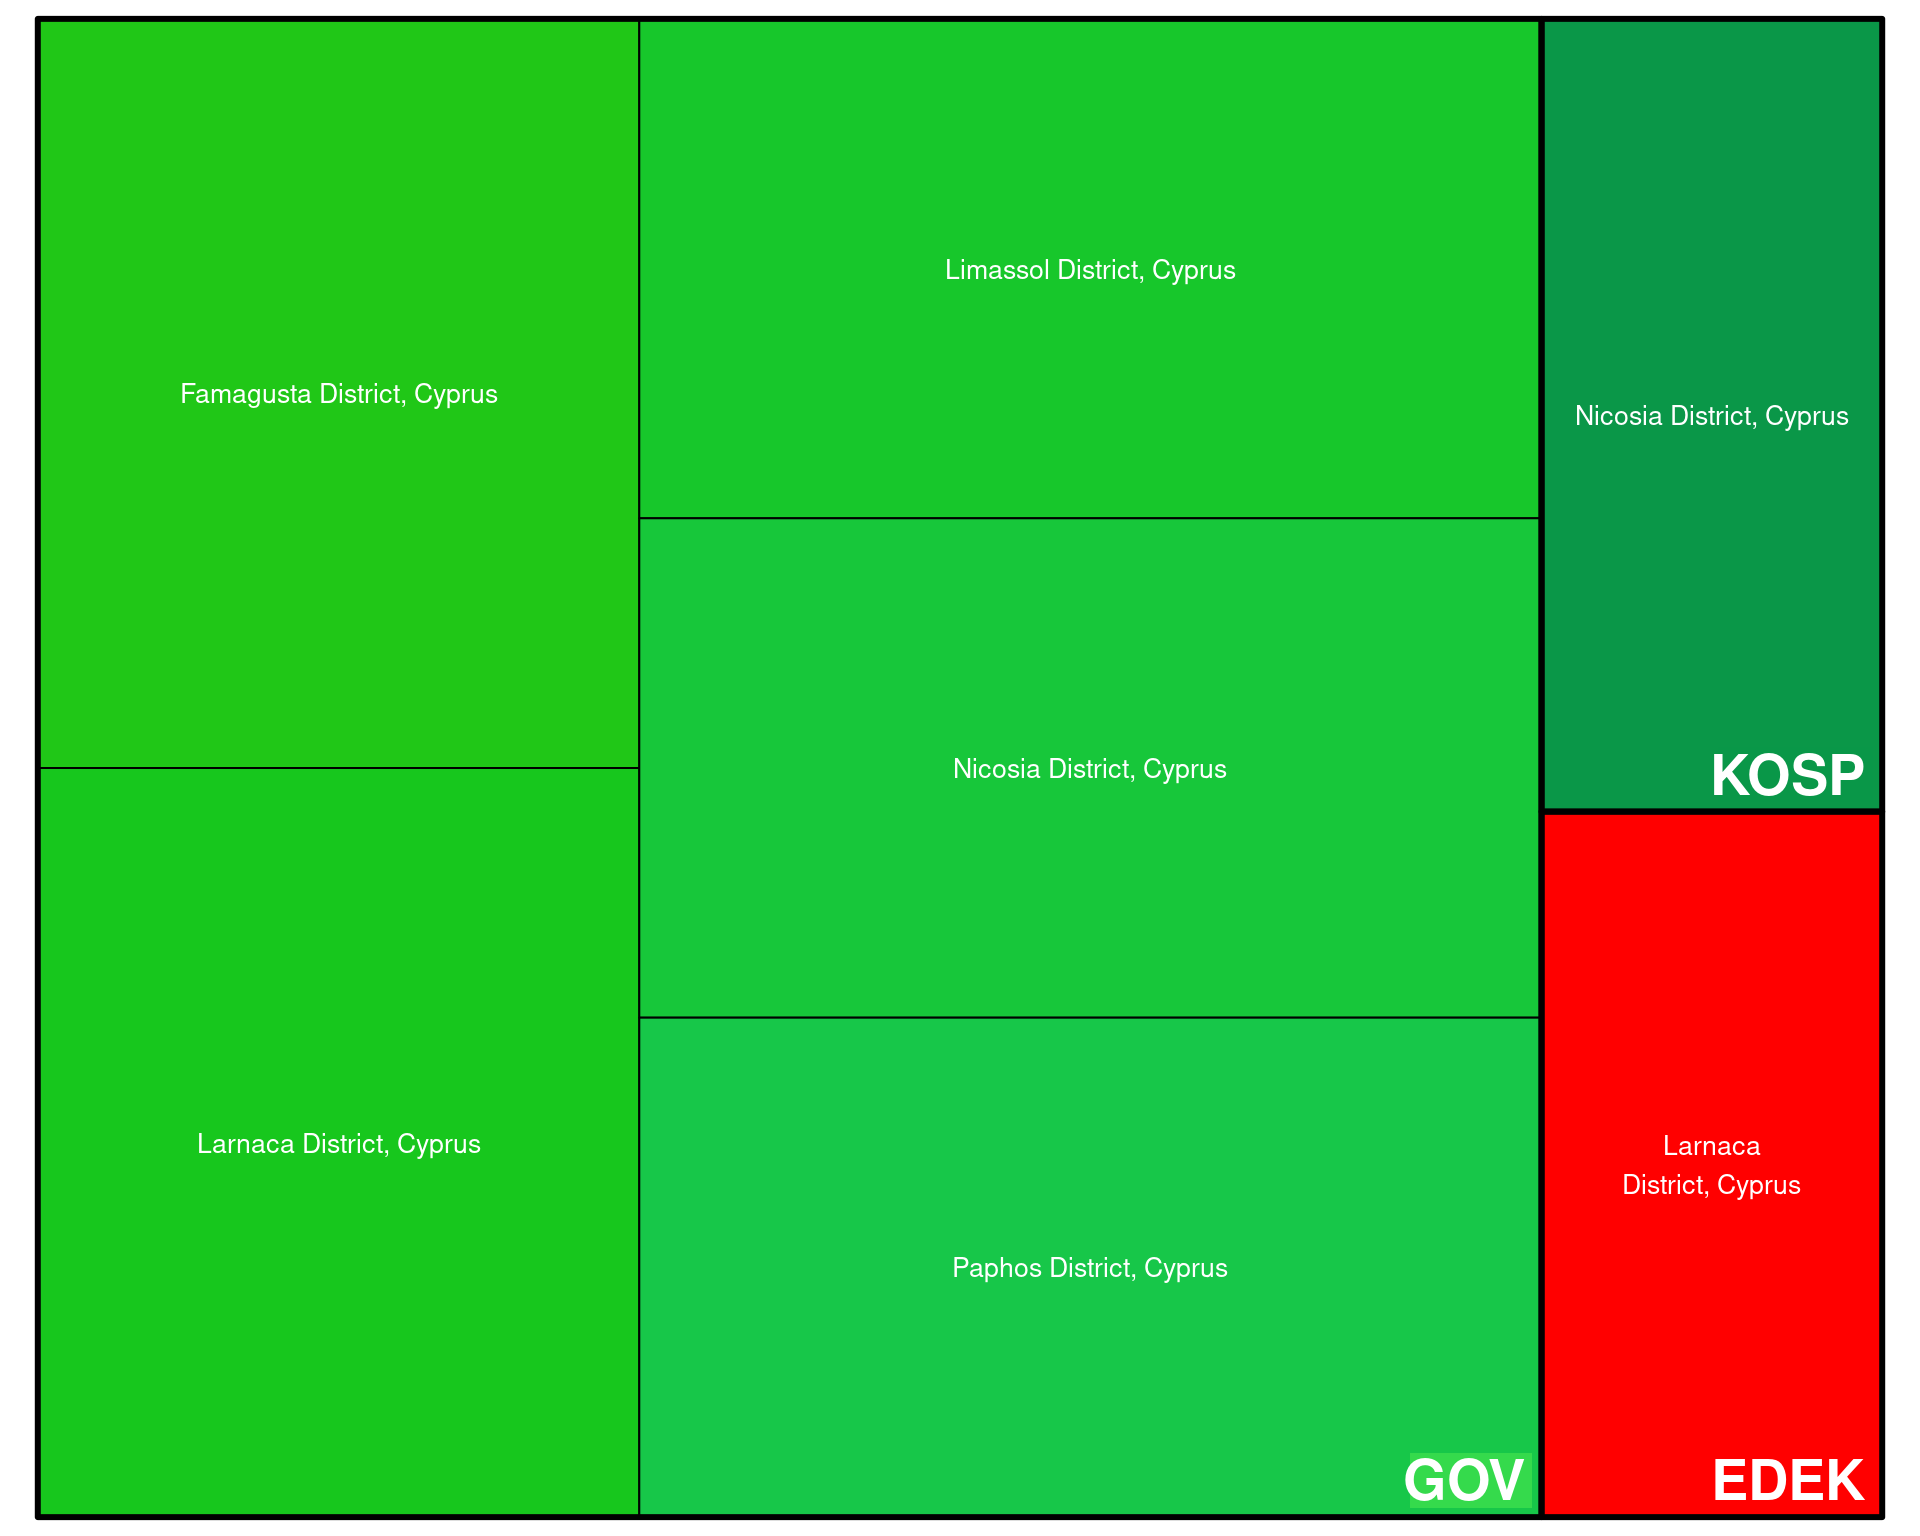 Famagusta District, Cyprus
Larnaca District, Cyprus
Limassol District, Cyprus
Nicosia District, Cyprus
Paphos District, Cyprus
GOV
Nicosia District, Cyprus
KOSP
Larnaca
District, Cyprus
EDEK